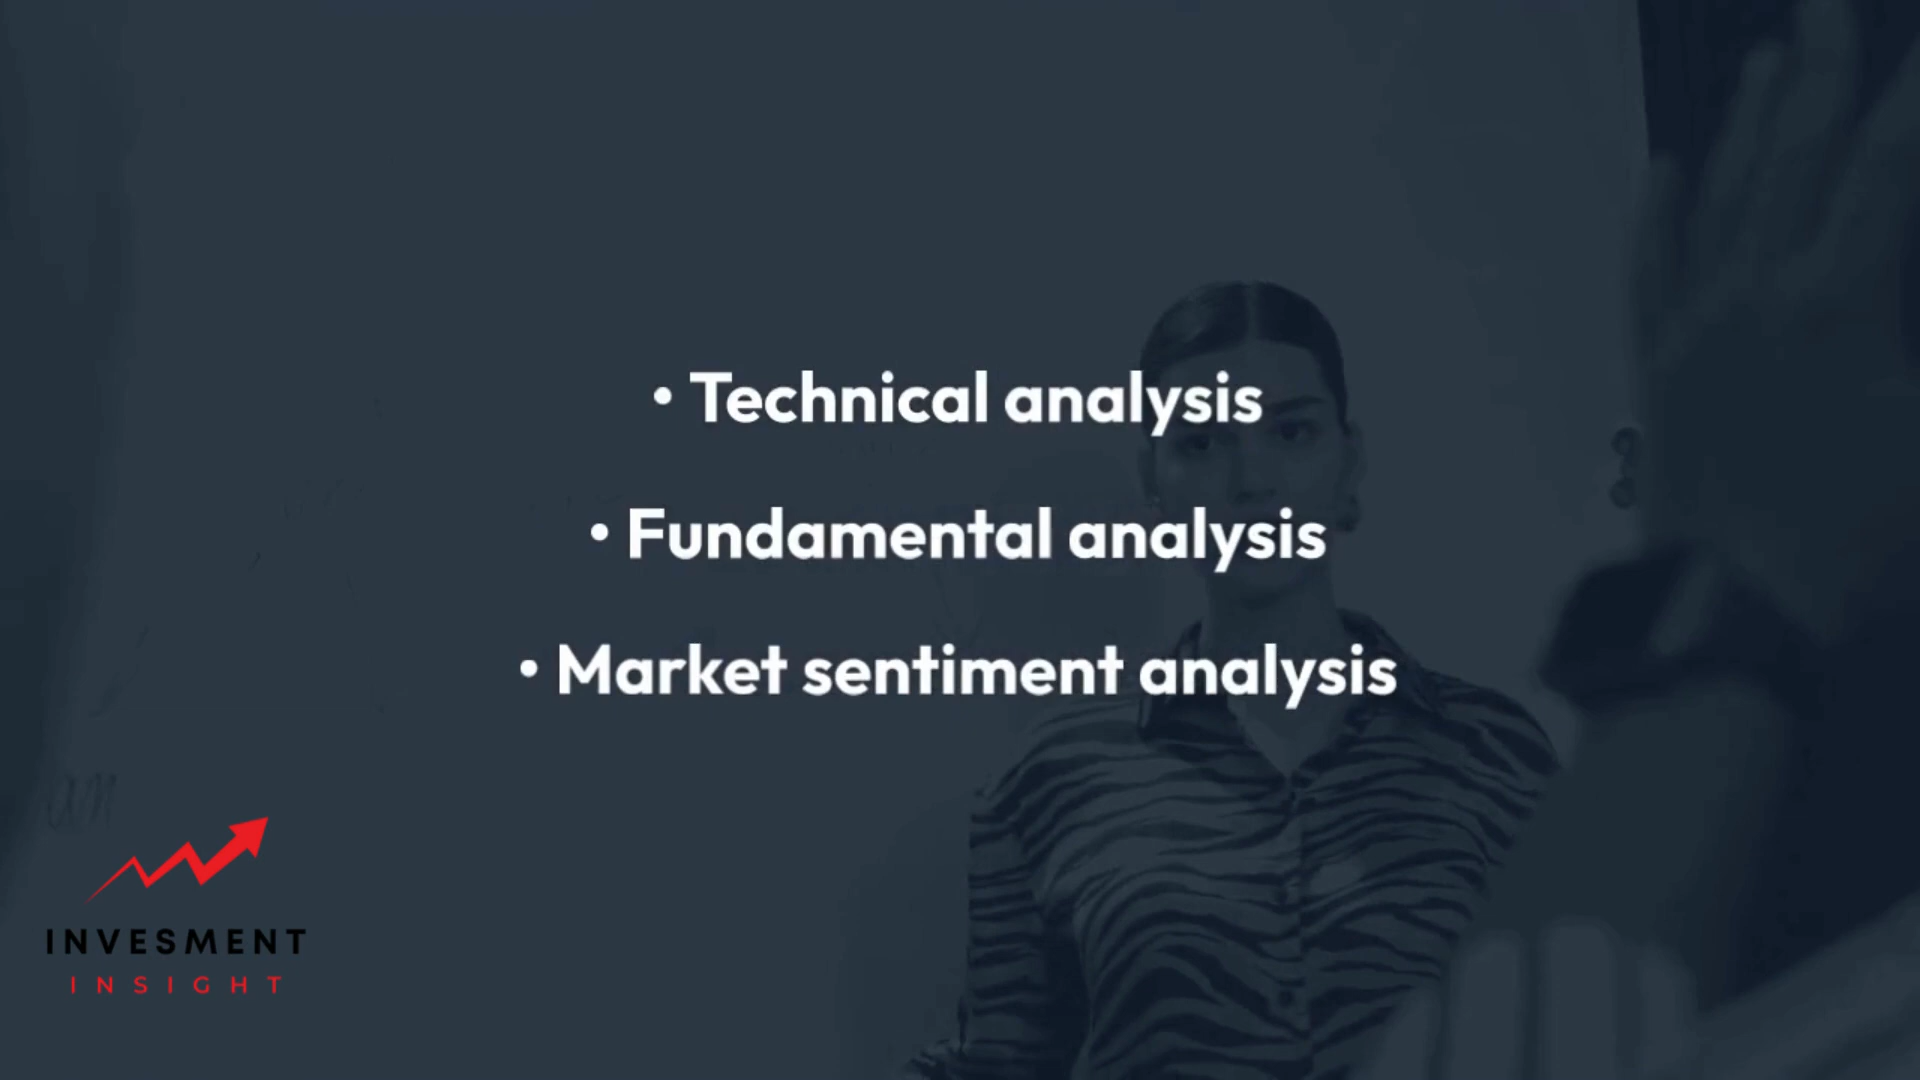 • Technical analysis
• Fundamental analysis
• Market sentiment analysis
INVESMENT
INSIGHT